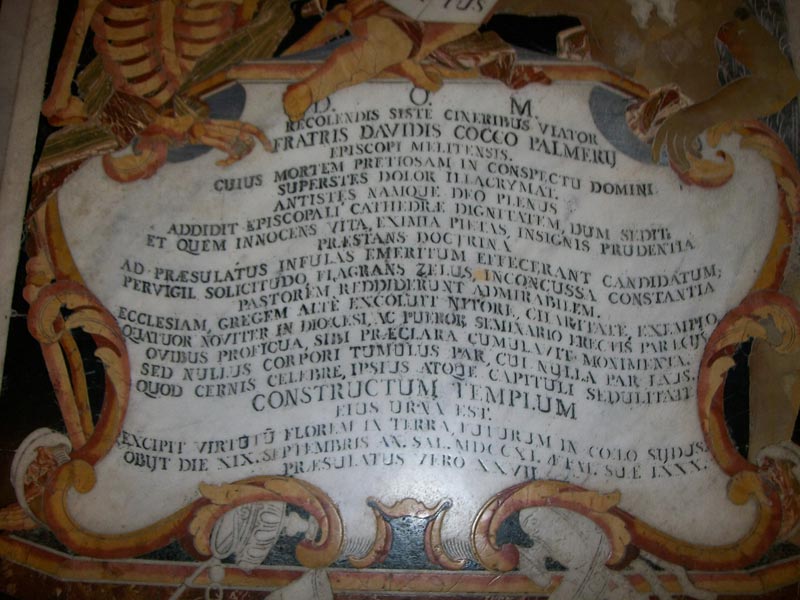 TUS
D. O. M.
RECOLENDIS SISTE CINERIBUS VIATOR
FRATRIS DAVIDIS COCCO PALMERIJ
EPISCOPI MELITENSIS.
CUIUS MORTEM PRETIOSAM IN CONSPECTU DOMINI
SUPERSTES DOLOR ILLACRYMAT.
ANTISTES NAMQUE DEO PLENUS
ADDIDIT EPISCOPALI CATHEDRÆ DIGNITATEM, DUM SEDIT:
ET QUEM INNOCENS VITA, EXIMIA PIETAS, INSIGNIS PRUDENTIA
PRÆSTANS DOCTRINA
AD PRÆSULATUS INFULAS EMERITUM EFFECERANT CANDIDATUM;
PERVIGIL SOLICITUDO, FLAGRANS ZELUS, INCONCUSSA CONSTANTIA
PASTOREM REDDIDERUNT ADMIRABILEM.
ECCLESIAM, GREGEM ALTE EXCOLUIT NITORE, CHARITATE, EXEMPLO
QUATUOR NOVITER IN DIOECESI, AC PUEROR SEMINARIO ERECTIS PARŒCIJS
OVIBUS PROFICUA, SIBI PRÆCLARA CUMULAVIT MONIMENTA.
SED NULLUS CORPORI TUMULUS PAR, CUI NULLA PAR LAUS.
QUOD CERNIS CELEBRE, IPSIUS ATQUE CAPITULI SEDULITATE
CONSTRUCTUM TEMPLUM
EIUS URNA EST.
EXCIPIT VIRTUTŪ FLOREM IN TERRA, FUTURUM IN COELO SIDUS.
OBIJT DIE XIX. SEPTEMBRIS AN. SAL. MDCCXI. ÆTAT. SUÆ LXXX.
PRÆSULATUS VERO XXVII